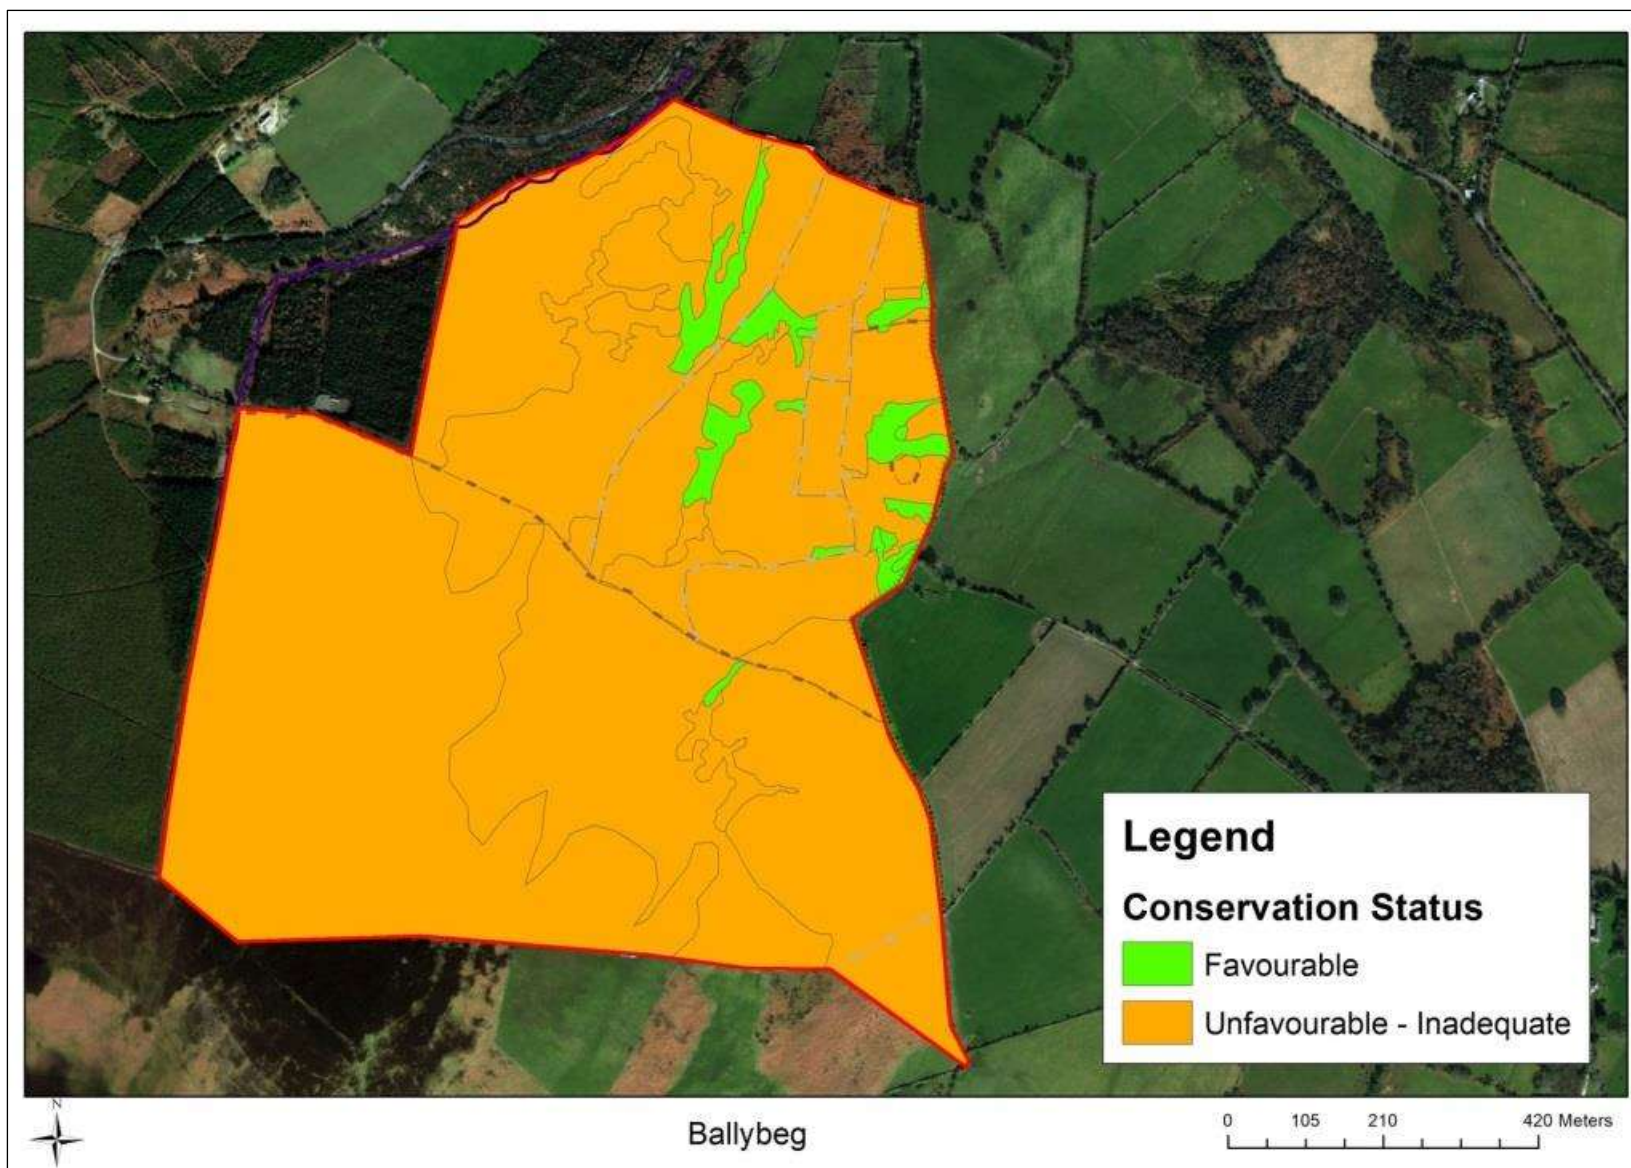 Legend
Conservation Status
Favourable
Unfavourable - Inadequate
N
Ballybeg
0 105 210 420 Meters